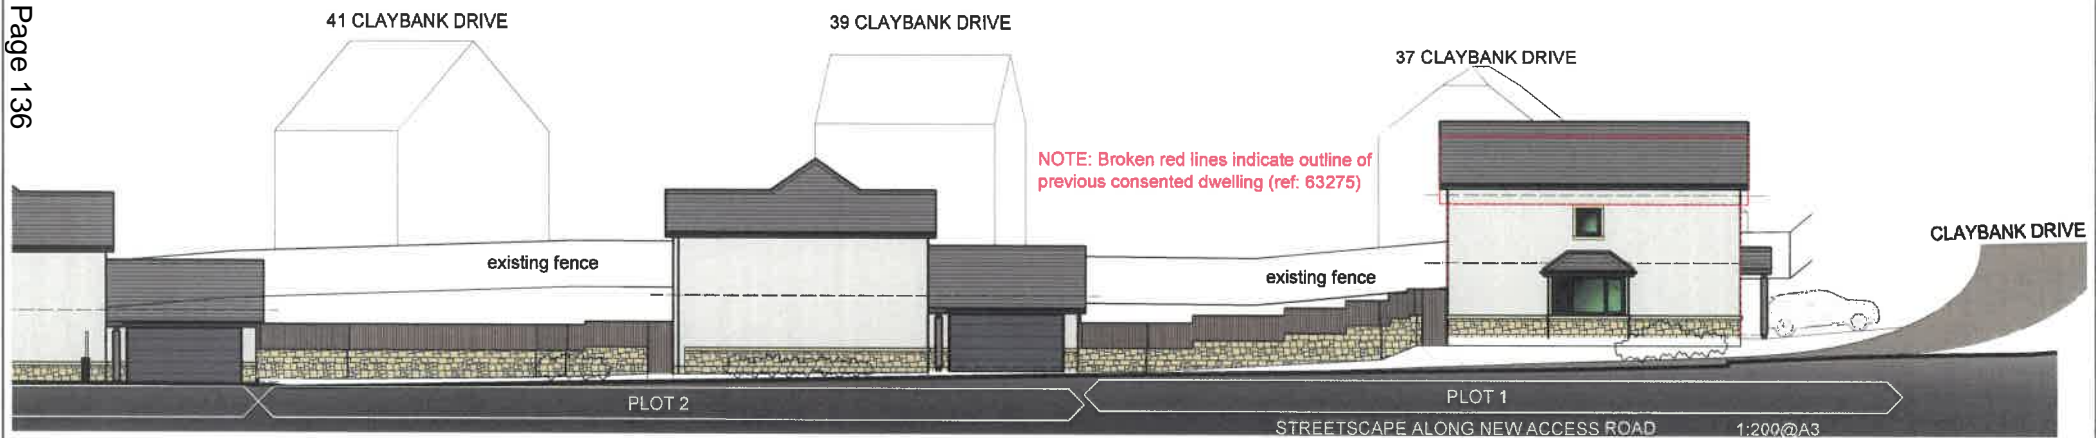 Page 136
41 CLAYBANK DRIVE
39 CLAYBANK DRIVE
37 CLAYBANK DRIVE
NOTE: Broken red lines indicate outline of
previous consented dwelling (ref: 63275)
CLAYBANK DRIVE
existing fence
existing fence
PLOT 2
PLOT 1
STREETSCAPE ALONG NEW ACCESS ROAD 1:200@A3